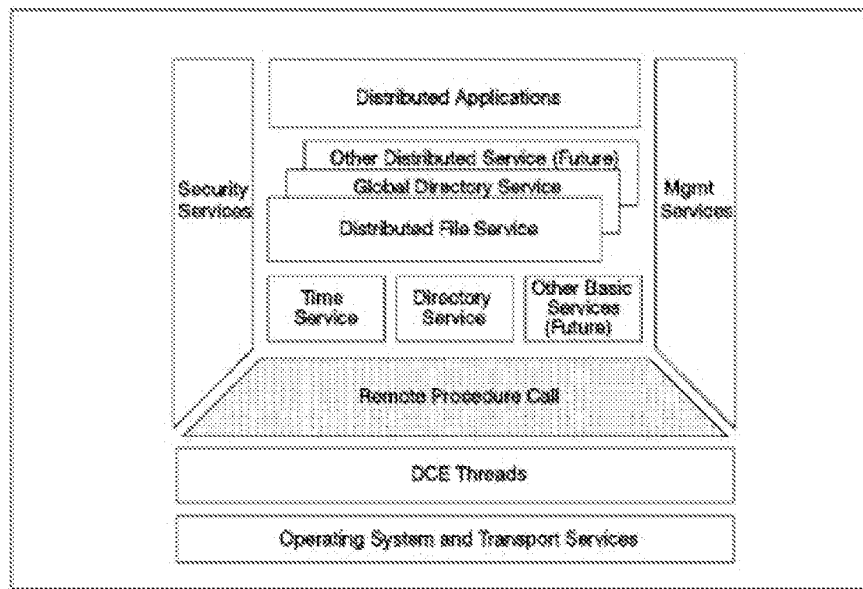 Distributed Applications
Other Distributed Service (Future)
Global Directory Service
Distributed File Service
Security
Services
Mgmt
Services
Time
Service
Directory
Service
Other Basic
Services
(Future)
Remote Procedure Call
DCE Threads
Operating System and Transport Services